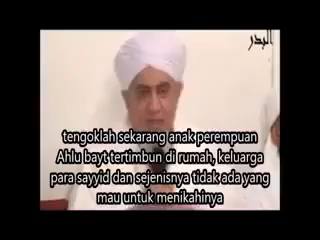 البدر
tengoklah sekarang anak perempuan
Ahlu bayt tertimbun di rumah, keluarga
para sayyid dan sejenisnya tidak ada yang
mau untuk menikahinya